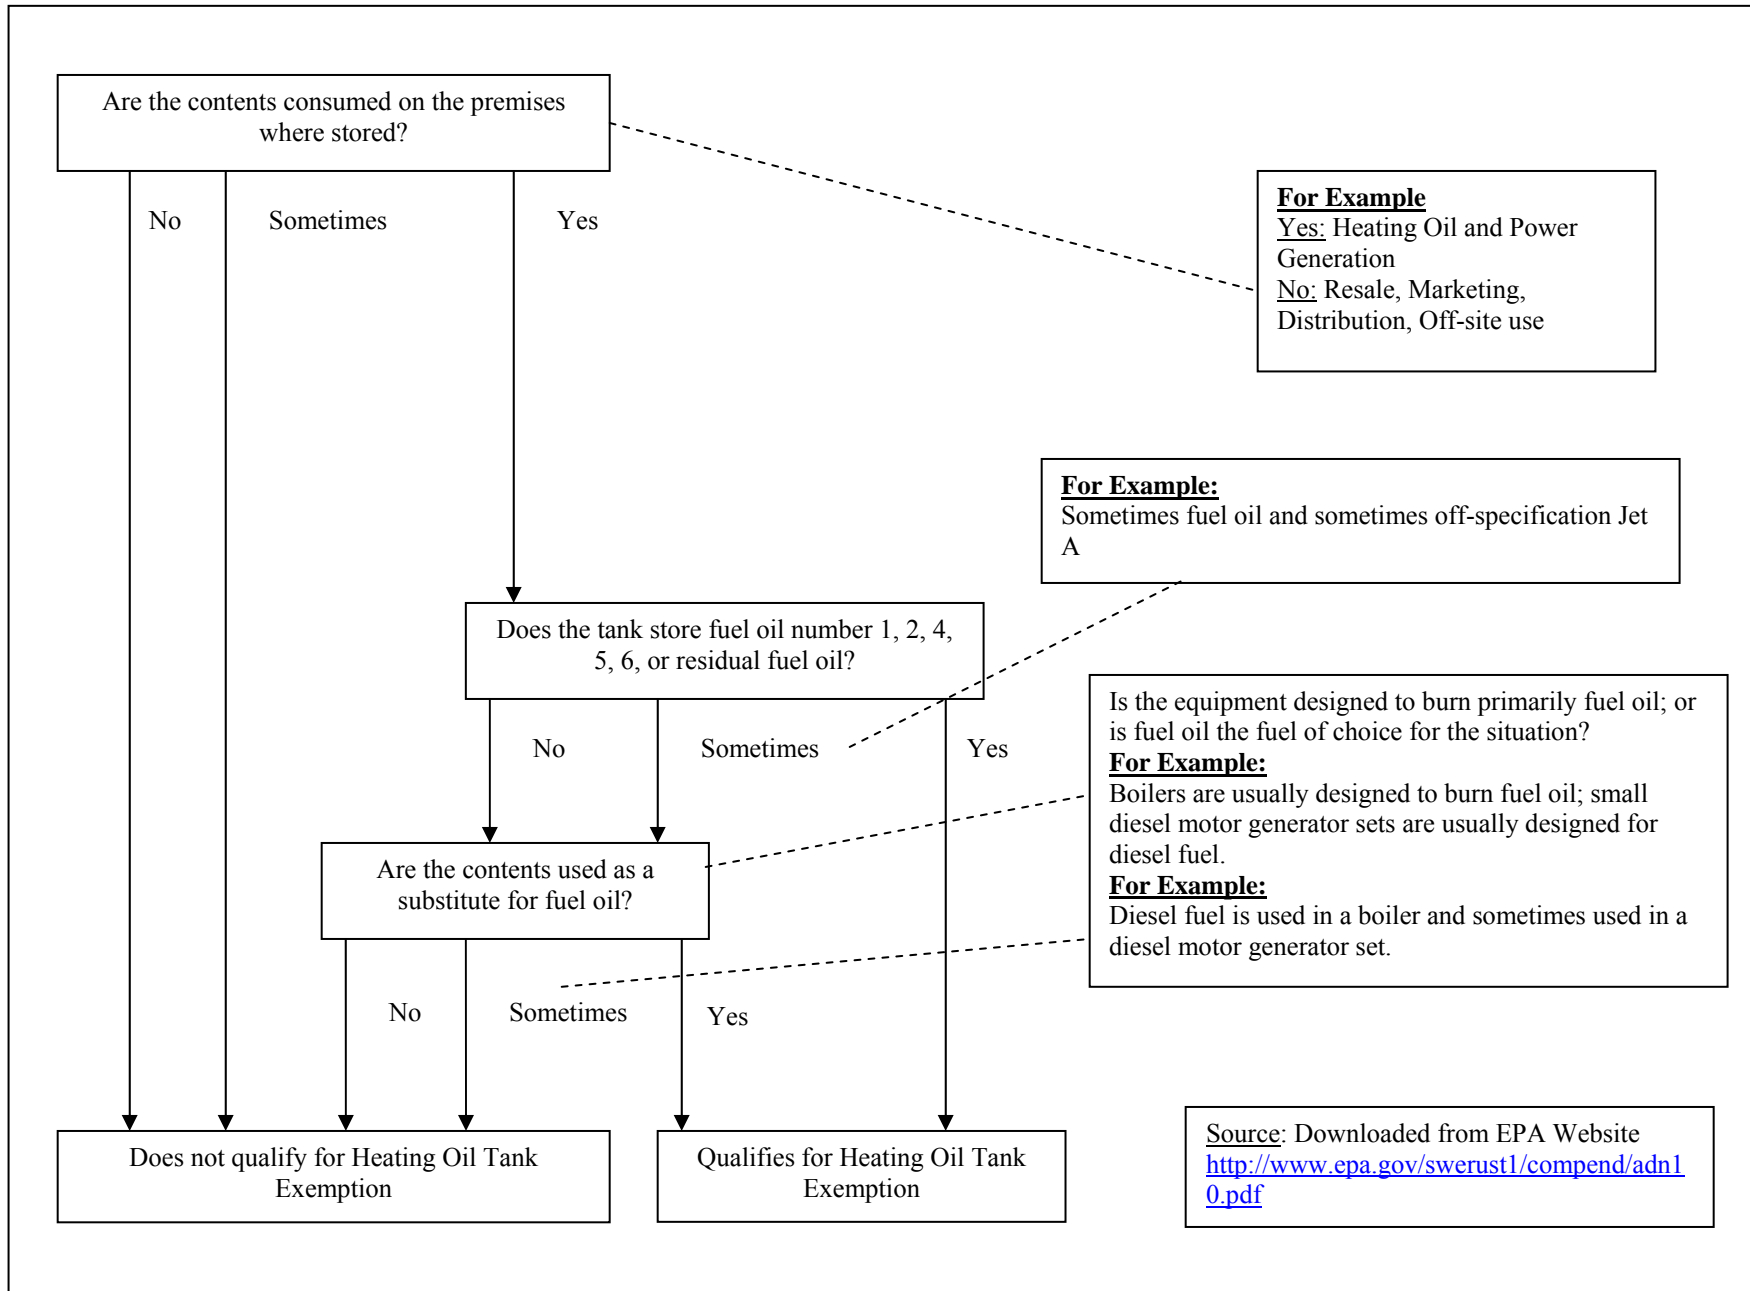 Are the contents consumed on the premises
where stored?
No
Sometimes
Yes
For Example
Yes: Heating Oil and Power
Generation
No: Resale, Marketing,
Distribution, Off-site use
For Example:
Sometimes fuel oil and sometimes off-specification Jet
A
Does the tank store fuel oil number 1, 2, 4,
5, 6, or residual fuel oil?
No
Sometimes
Yes
Is the equipment designed to burn primarily fuel oil; or
is fuel oil the fuel of choice for the situation?
For Example:
Boilers are usually designed to burn fuel oil; small
diesel motor generator sets are usually designed for
diesel fuel.
For Example:
Diesel fuel is used in a boiler and sometimes used in a
diesel motor generator set.
Are the contents used as a
substitute for fuel oil?
No
Sometimes
Yes
Does not qualify for Heating Oil Tank
Exemption
Qualifies for Heating Oil Tank
Exemption
Source: Downloaded from EPA Website
http://www.epa.gov/swerust1/compend/adn1
0.pdf